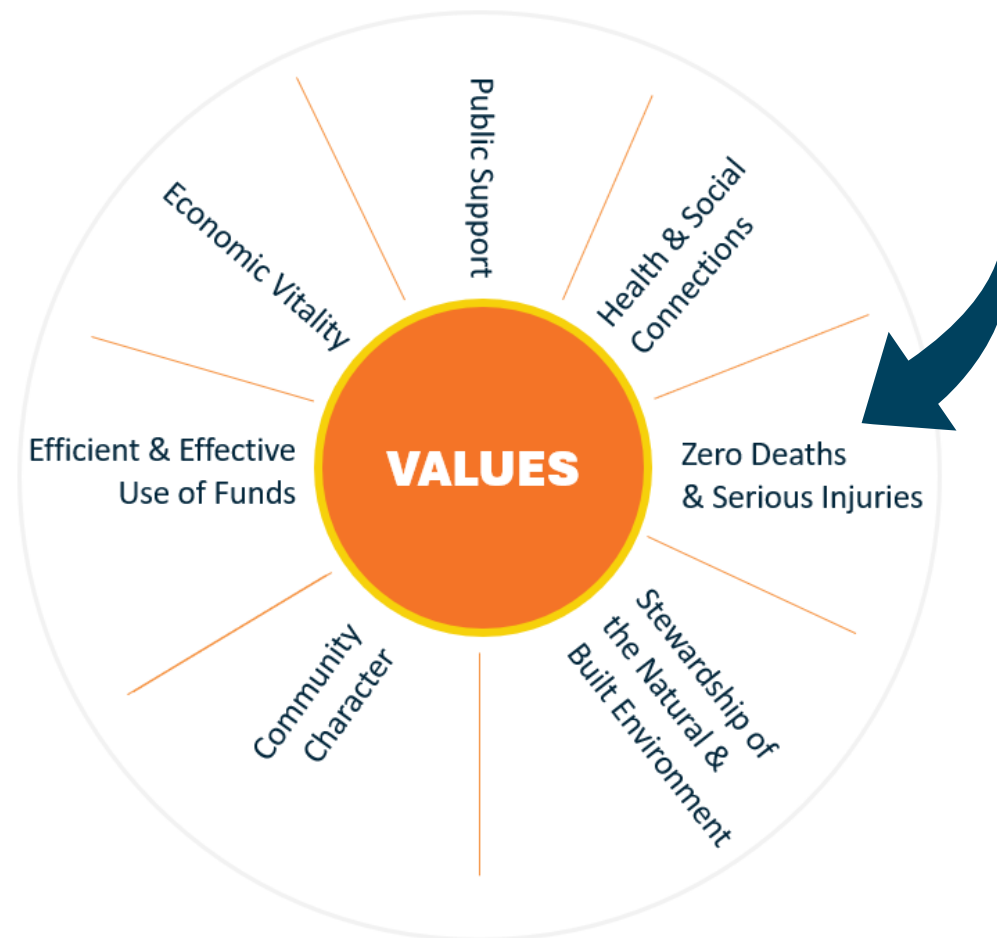 Public Support
Health & Social
Connections
Zero Deaths
& Serious Injuries
Stewardship of
the Natural &
Built Environment
Community
Character
Efficient & Effective
Use of Funds
Economic Vitality
VALUES